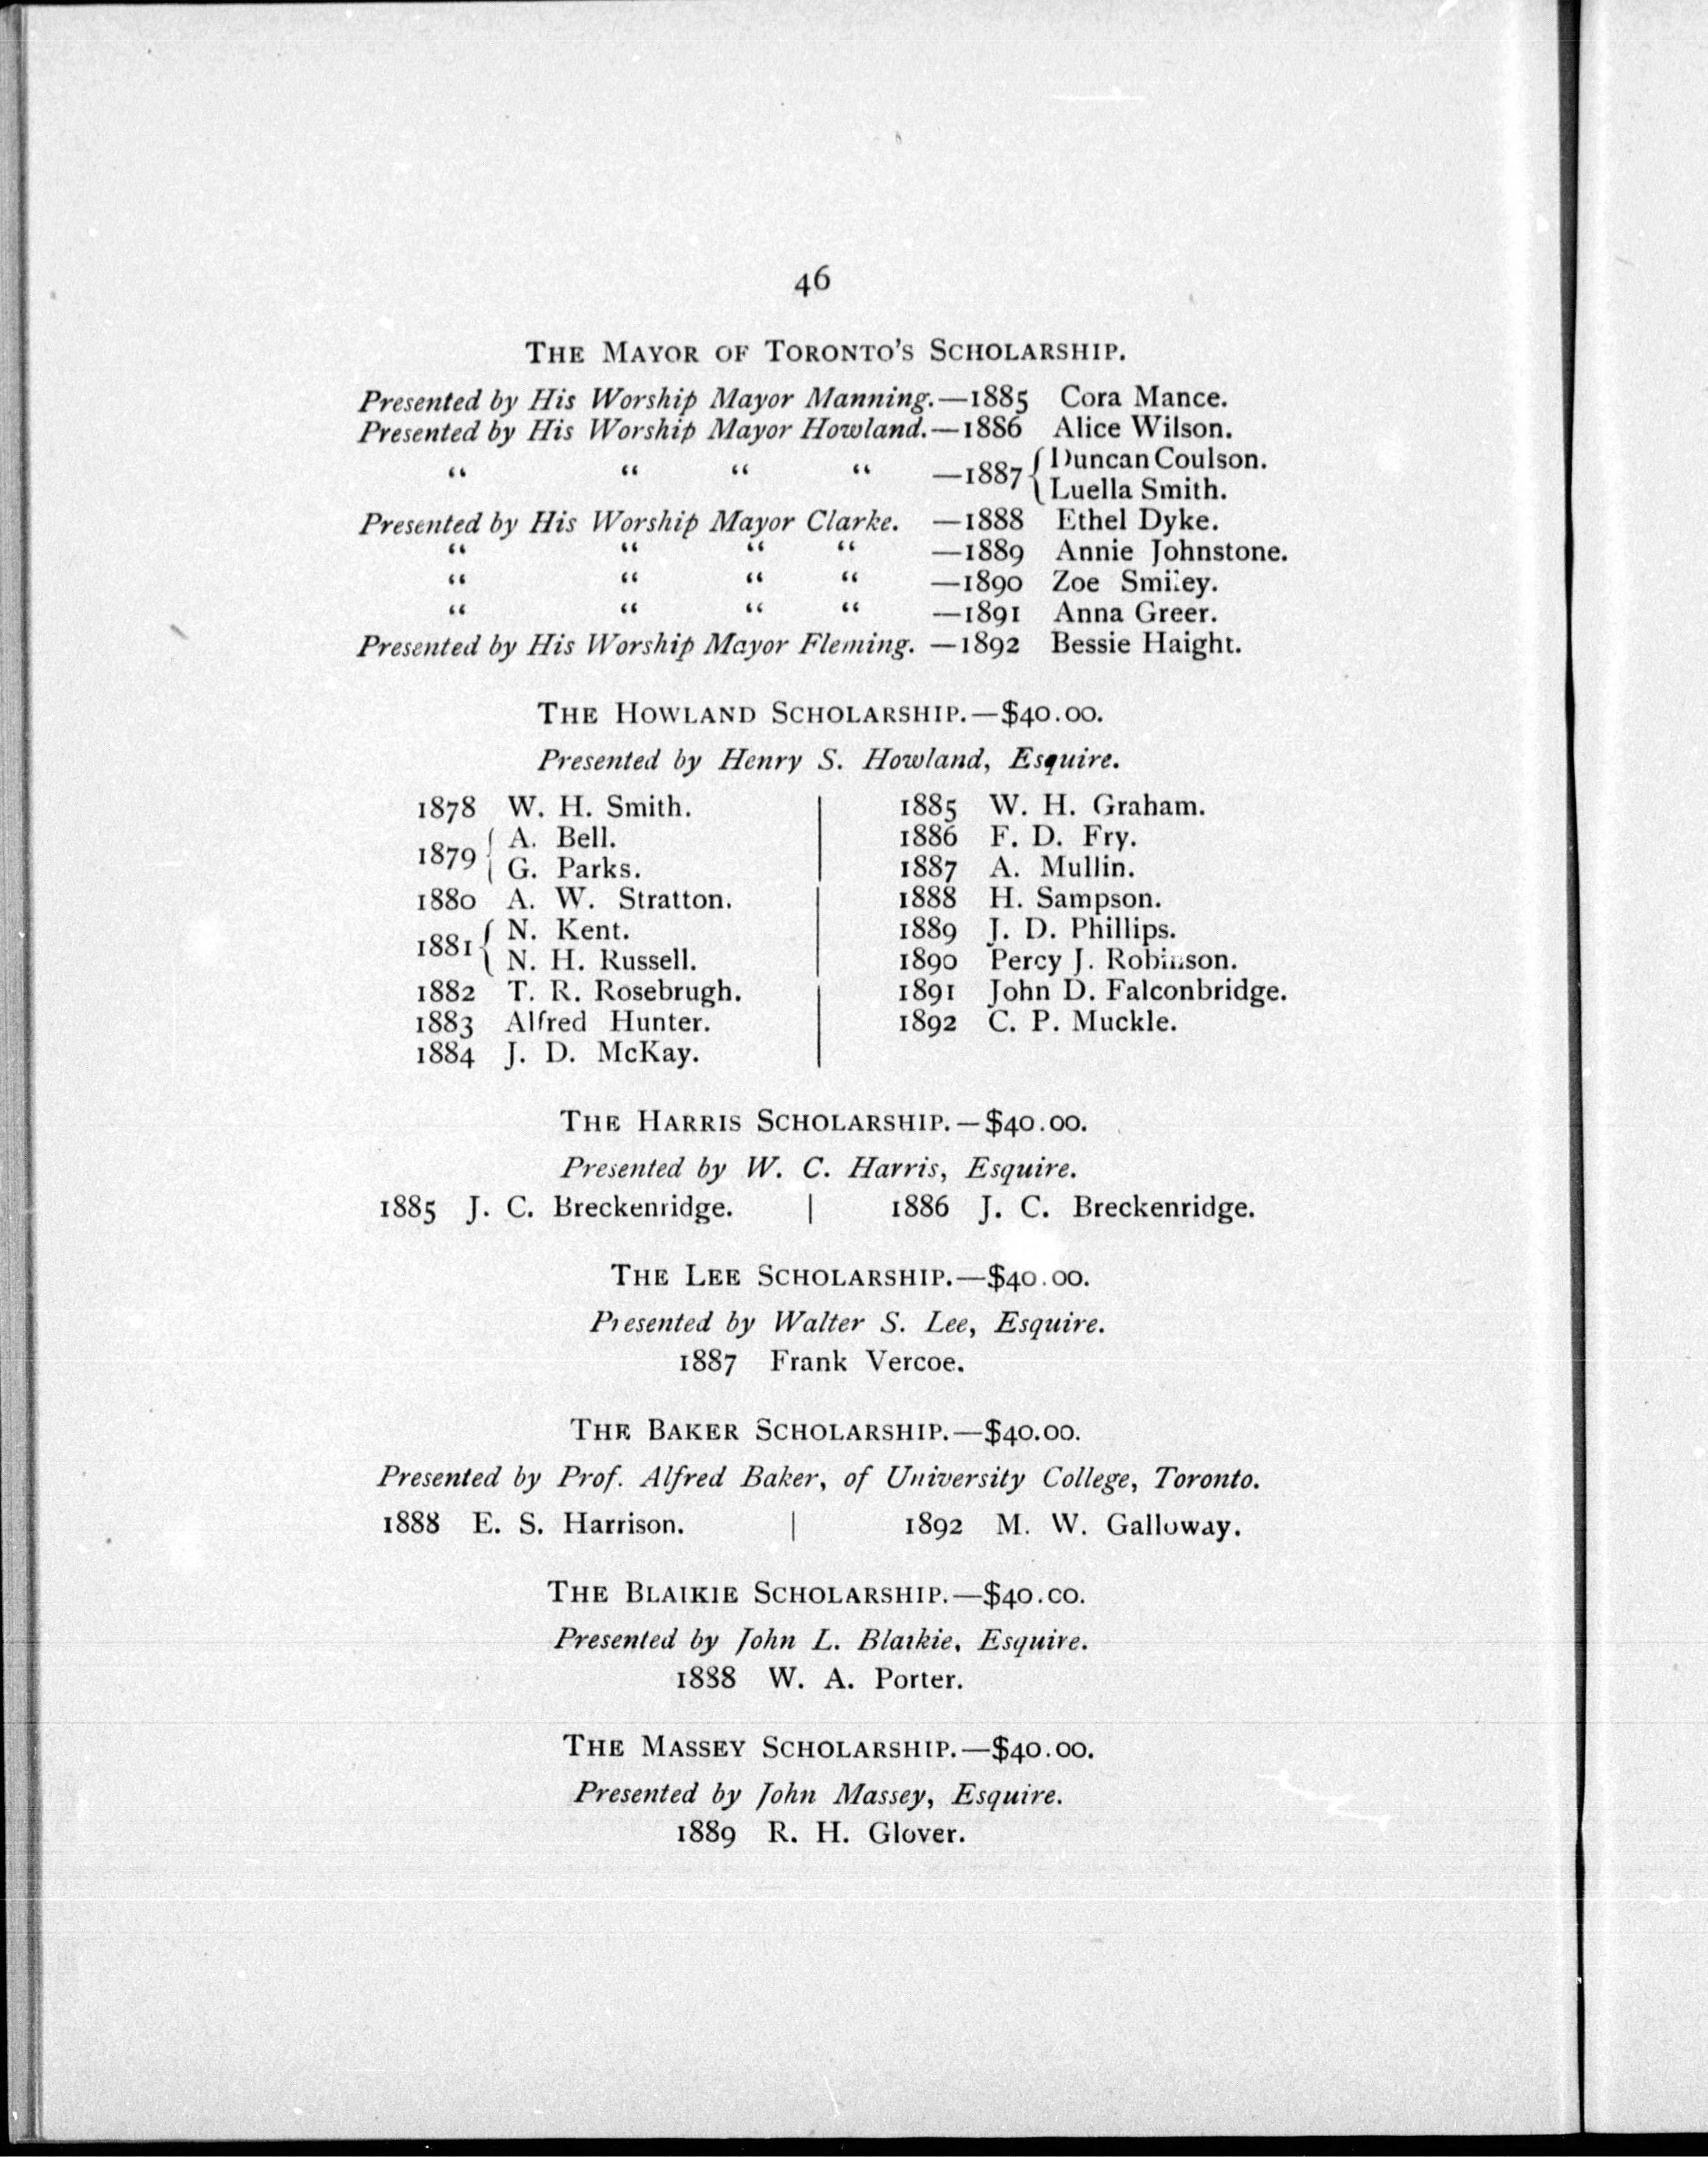 46
THE MAYOR OF TORONTO'S SCHOLARSHIP.
Presented by His Worship Mayor Manning.—1885 Cora Mance.
Presented by His Worship Mayor Howland.—1886 Alice Wilson.
“ “ “ “ —1887 { Duncan Coulson.
Luella Smith.
Presented by His Worship Mayor Clarke. —1888 Ethel Dyke.
“ “ “ “ —1889 Annie Johnstone.
“ “ “ “ —1890 Zoe Smiley.
“ “ “ “ —1891 Anna Greer.
Presented by His Worship Mayor Fleming. —1892 Bessie Haight.
THE HOWLAND SCHOLARSHIP.—$40.00.
Presented by Henry S. Howland, Esquire.
1878 W. H. Smith.
1879 { A. Bell.
G. Parks.
1880 A. W. Stratton.
1881 { N. Kent.
N. H. Russell.
1882 T. R. Rosebrugh.
1883 Alfred Hunter.
1884 J. D. McKay.
1885 W. H. Graham.
1886 F. D. Fry.
1887 A. Mullin.
1888 H. Sampson.
1889 J. D. Phillips.
1890 Percy J. Robinson.
1891 John D. Falconbridge.
1892 C. P. Muckle.
THE HARRIS SCHOLARSHIP.—$40.00.
Presented by W. C. Harris, Esquire.
1885 J. C. Breckenridge. | 1886 J. C. Breckenridge.
THE LEE SCHOLARSHIP.—$40.00.
Presented by Walter S. Lee, Esquire.
1887 Frank Vercoe.
THE BAKER SCHOLARSHIP.—$40.00.
Presented by Prof. Alfred Baker, of University College, Toronto.
1888 E. S. Harrison. | 1892 M. W. Galloway.
THE BLAIKIE SCHOLARSHIP.—$40.00.
Presented by John L. Blaikie, Esquire.
1888 W. A. Porter.
THE MASSEY SCHOLARSHIP.—$40.00.
Presented by John Massey, Esquire.
1889 R. H. Glover.